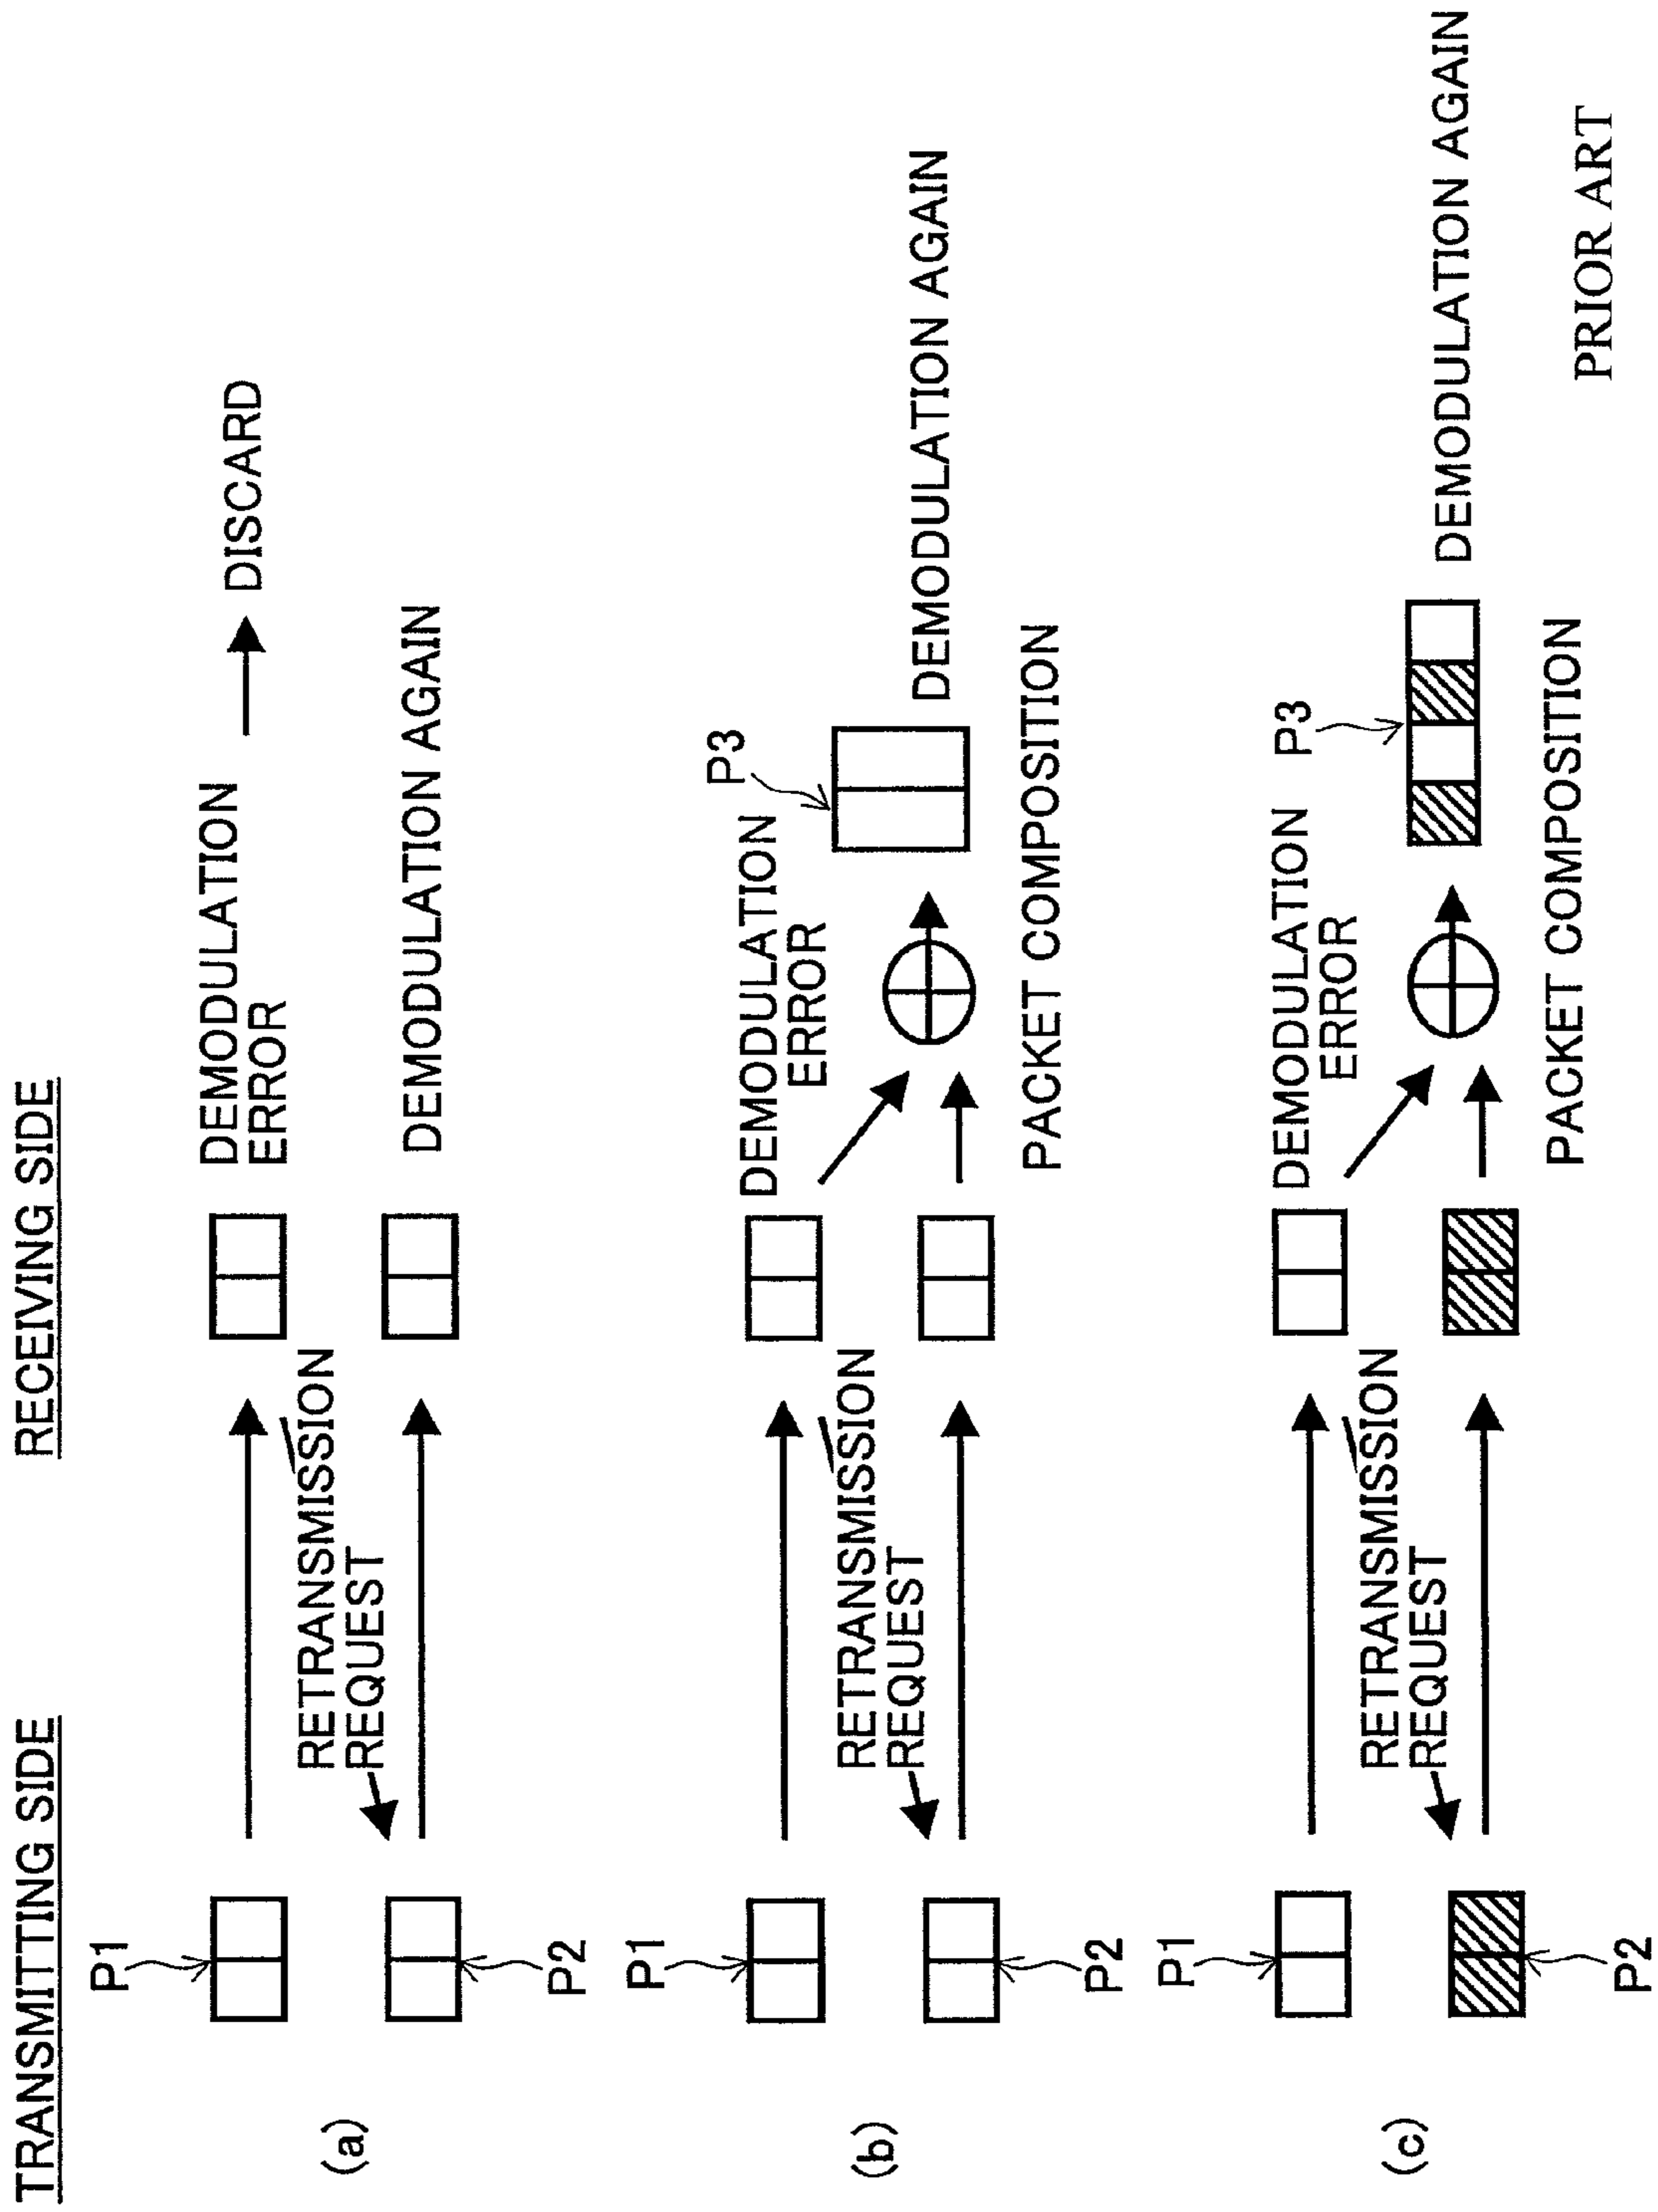 TRANSMITTING SIDE
RECEIVING SIDE
(a)
P1
DEMODULATION
ERROR
DISCARD
RETRANSMISSION
REQUEST
DEMODULATION AGAIN
P2
(b)
P1
DEMODULATION
ERROR
P3
RETRANSMISSION
REQUEST
DEMODULATION AGAIN
PACKET COMPOSITION
P2
(c)
P1
DEMODULATION
ERROR
P3
RETRANSMISSION
REQUEST
DEMODULATION AGAIN
PACKET COMPOSITION
P2
PRIOR ART